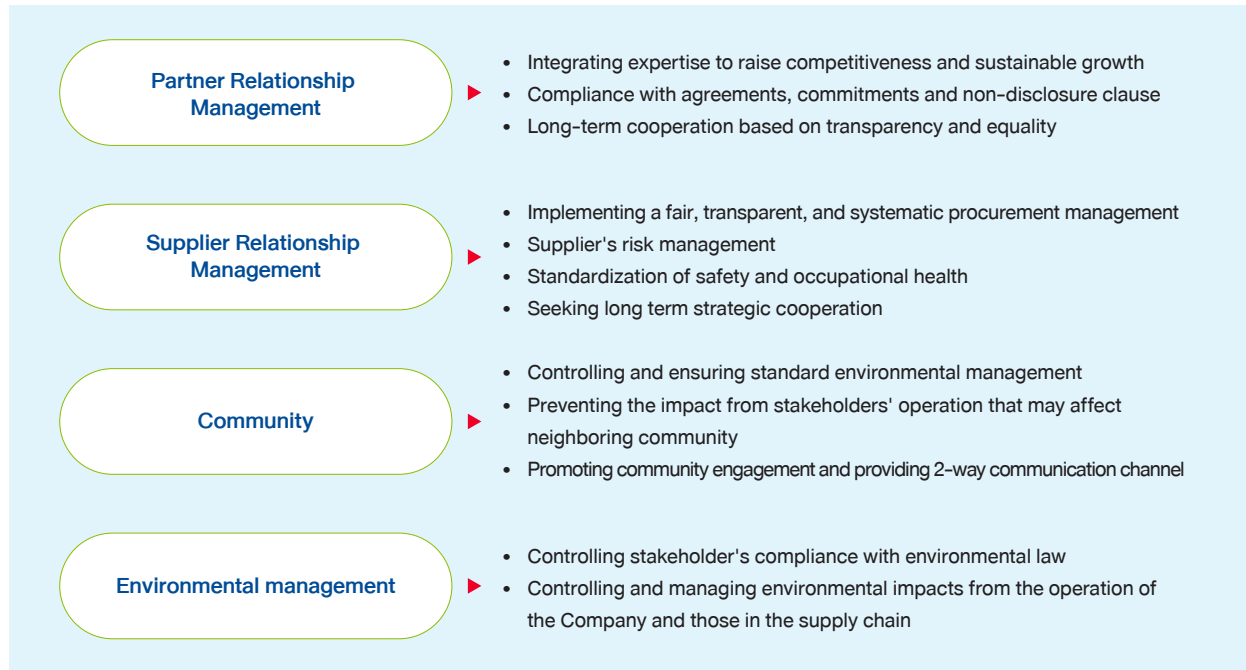 Partner Relationship
Management
• Integrating expertise to raise competitiveness and sustainable growth
• Compliance with agreements, commitments and non-disclosure clause
• Long-term cooperation based on transparency and equality
Supplier Relationship
Management
• Implementing a fair, transparent, and systematic procurement management
• Supplier's risk management
• Standardization of safety and occupational health
• Seeking long term strategic cooperation
Community
• Controlling and ensuring standard environmental management
• Preventing the impact from stakeholders' operation that may affect
neighboring community
• Promoting community engagement and providing 2-way communication channel
Environmental management
• Controlling stakeholder's compliance with environmental law
• Controlling and managing environmental impacts from the operation of
the Company and those in the supply chain